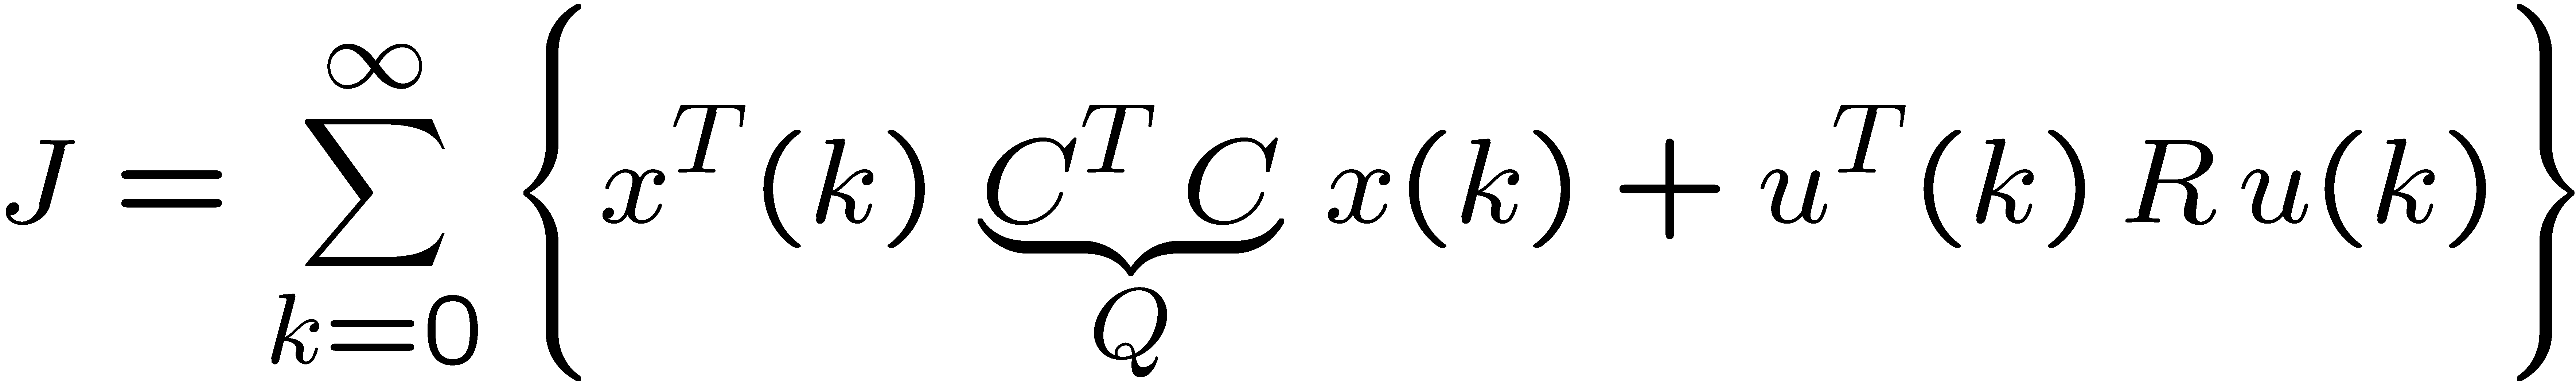 J = \sum_{k=0}^{\infty} \left\{ x^T(k) \underbrace{C^T C}_{Q} x(k) + u^T(k) R u(k) \right\}